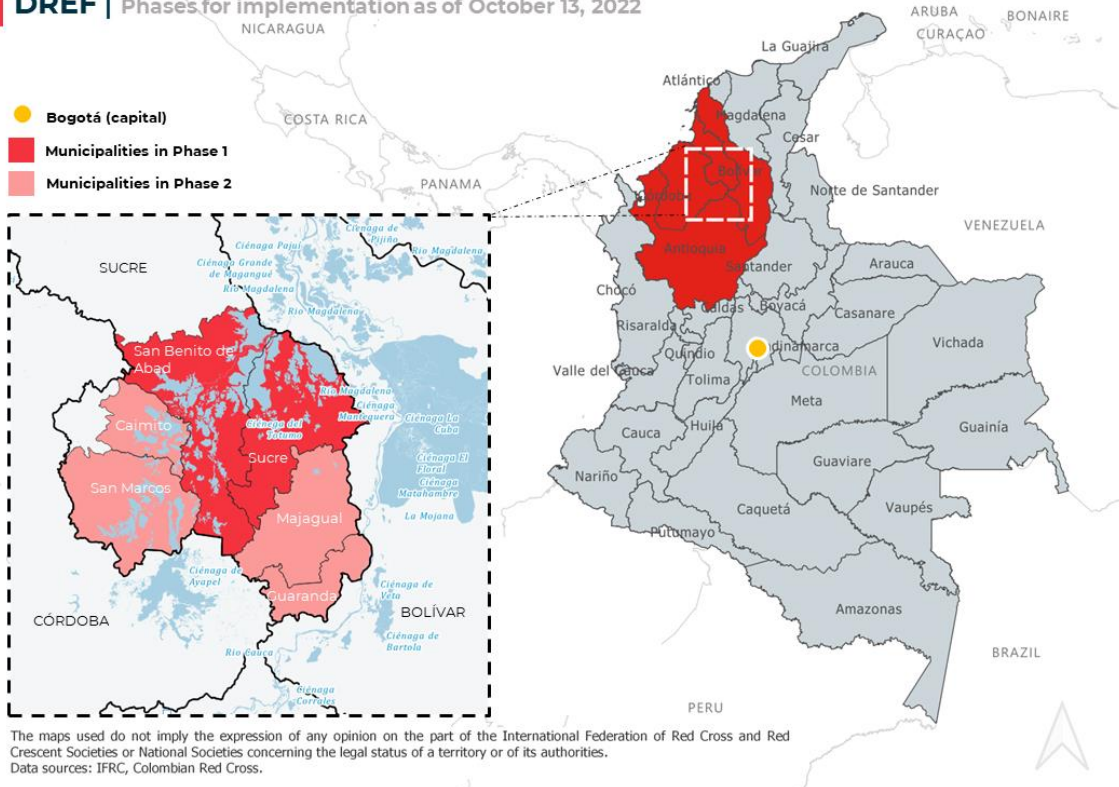 DREF | Phases for implementation as of October 13, 2022
NICARAGUA
ARUBA
BONAIRE
CURAÇAO
La Guajira
Atlántico
Bogotá (capital)
COSTA RICA
Magdalena
Cesar
Municipalities in Phase 1
Municipalities in Phase 2
PANAMA
Bolívar
Córdoba
Norte de Santander
VENEZUELA
Antioquia
Santander
Arauca
Chocó
Caldas
Boyacá
Casanare
Risaralda
Quindio
dinamarca
Vichada
Valle del Cauca
Tolima
COLOMBIA
Meta
Cauca
Huila
Guainía
Guaviare
Nariño
Caquetá
Vaupés
Putumayo
Amazonas
BRAZIL
PERU
SUCRE
Ciénaga Pajal
Ciénaga de
Pijiño
Río Magdalena
Ciénaga Grande
de Magangué
Río Magdalena
Río Magdalena
San Benito de
Abad
Río Magdalena
Ciénaga
Mantequera
Ciénaga La
Cuba
Caimito
Ciénega del
Totumo
Sucre
Ciénaga El
Floral
Ciénaga
Matahambre
La Mojana
San Marcos
Majagual
Ciénaga de
Ayapel
Guaranda
Ciénaga de
Veta
CÓRDOBA
BOLÍVAR
Ciénaga de
Bartola
Río Cauca
Ciénaga
Corrales
The maps used do not imply the expression of any opinion on the part of the International Federation of Red Cross and Red
Crescent Societies or National Societies concerning the legal status of a territory or of its authorities.
Data sources: IFRC, Colombian Red Cross.